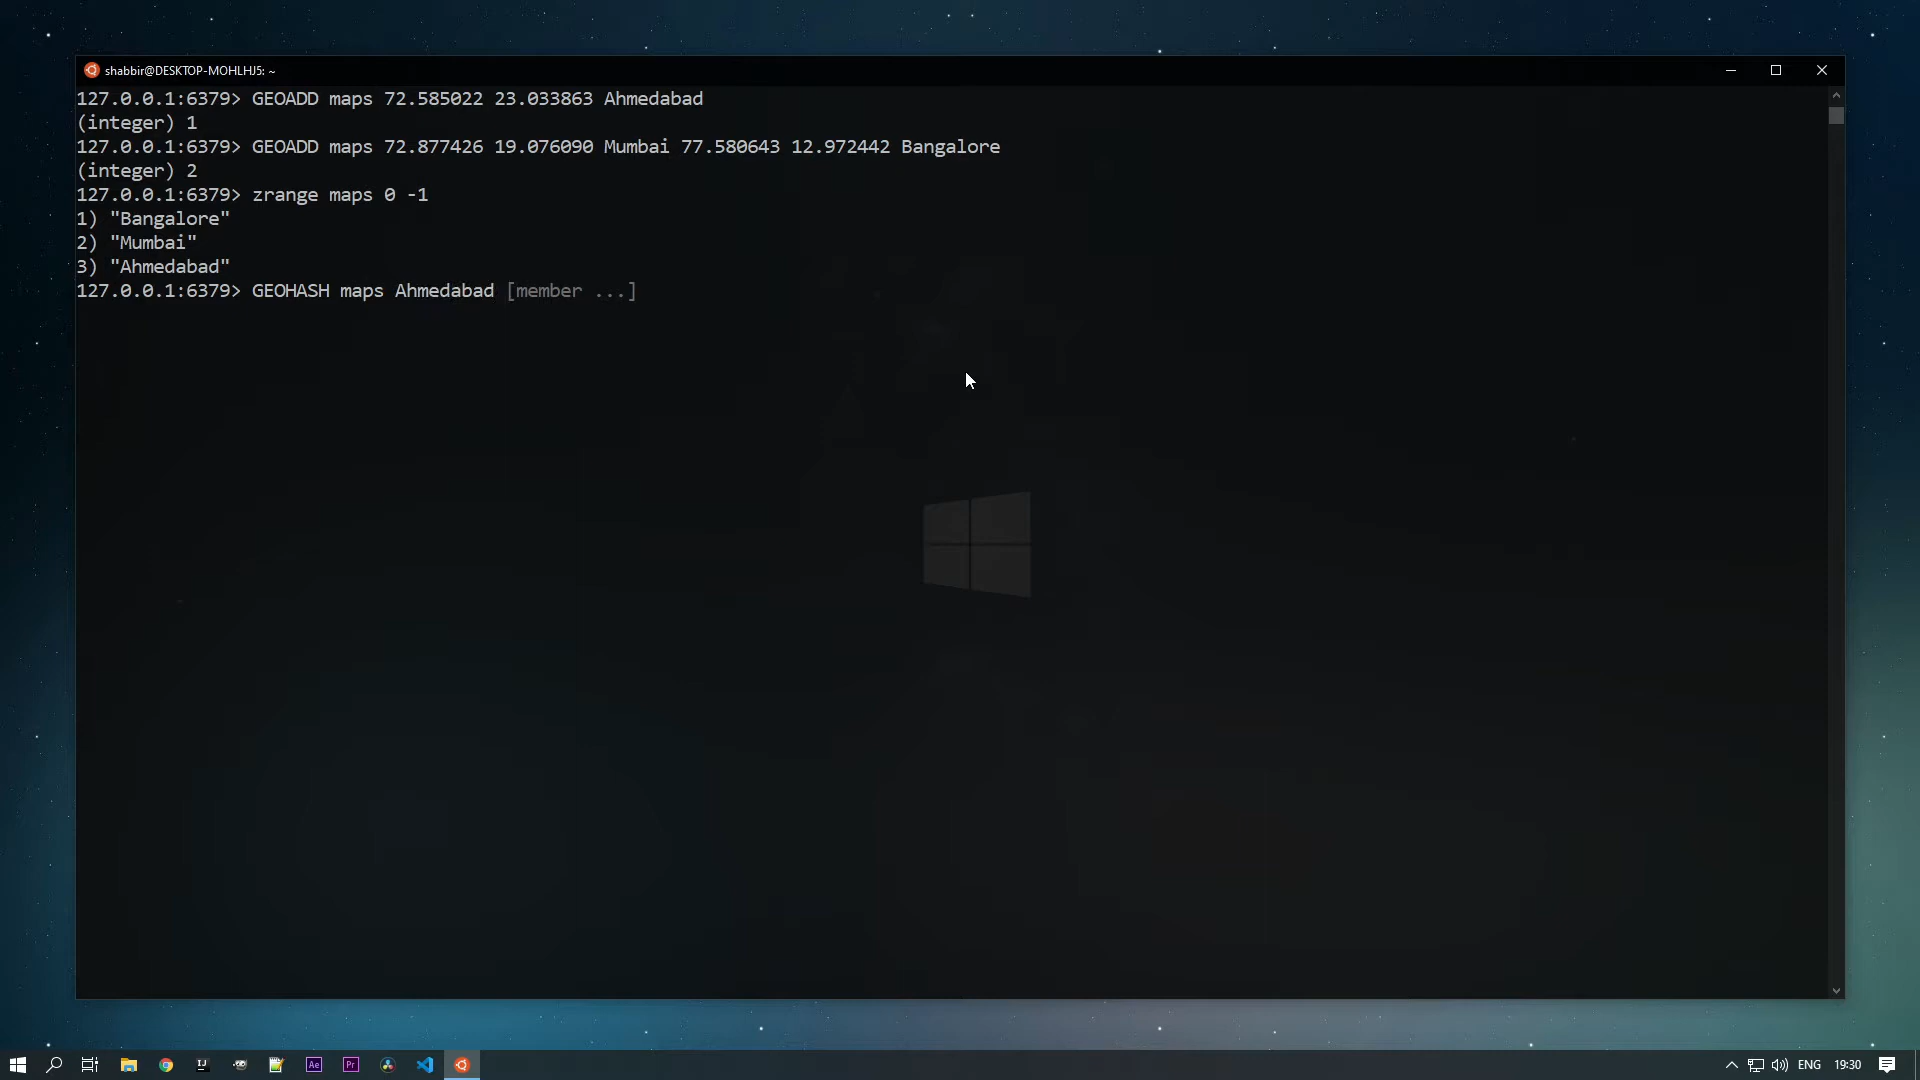 shabbir@DESKTOP-MOHLHJ5: ~
127.0.0.1:6379> GEOADD maps 72.585022 23.033863 Ahmedabad
(integer) 1
127.0.0.1:6379> GEOADD maps 72.877426 19.076090 Mumbai 77.580643 12.972442 Bangalore
(integer) 2
127.0.0.1:6379> zrange maps 0 -1
1) "Bangalore"
2) "Mumbai"
3) "Ahmedabad"
127.0.0.1:6379> GEOHASH maps Ahmedabad [member ...]
IJ Ae Pr ENG 19:30